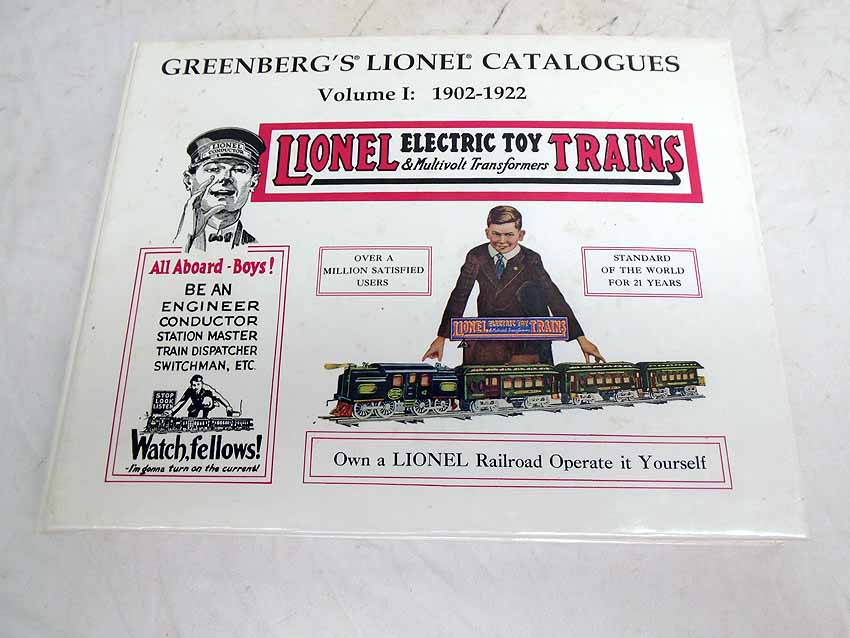 GREENBERG'S® LIONEL® CATALOGUES
Volume I: 1902-1922
LIONEL ELECTRIC TOY TRAINS
& Multivolt Transformers
LIONEL
CONDUCTOR
All Aboard - Boys!
BE AN
ENGINEER
CONDUCTOR
STATION MASTER
TRAIN DISPATCHER
SWITCHMAN, ETC.
STOP
LOOK
LISTEN
Watch, fellows!
-I'm gonna turn on the current!
OVER A
MILLION SATISFIED
USERS
STANDARD
OF THE WORLD
FOR 21 YEARS
LIONEL ELECTRIC TOY TRAINS
& Multivolt Transformers
Own a LIONEL Railroad Operate it Yourself